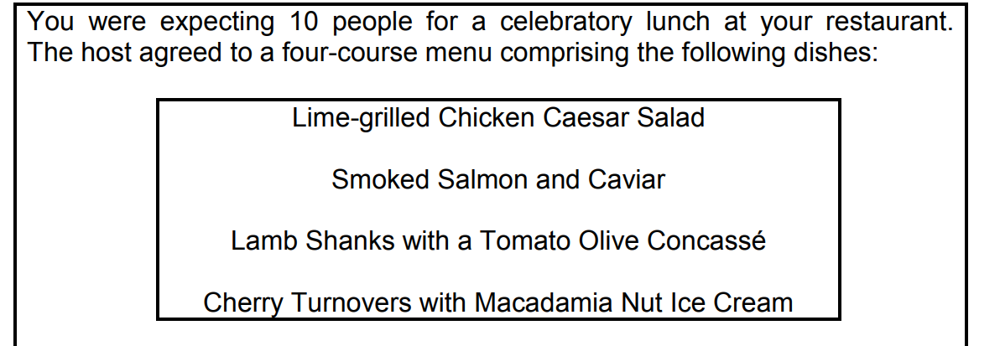 You were expecting 10 people for a celebratory lunch at your restaurant.
The host agreed to a four-course menu comprising the following dishes:
Lime-grilled Chicken Caesar Salad
Smoked Salmon and Caviar
Lamb Shanks with a Tomato Olive Concassé
Cherry Turnovers with Macadamia Nut Ice Cream